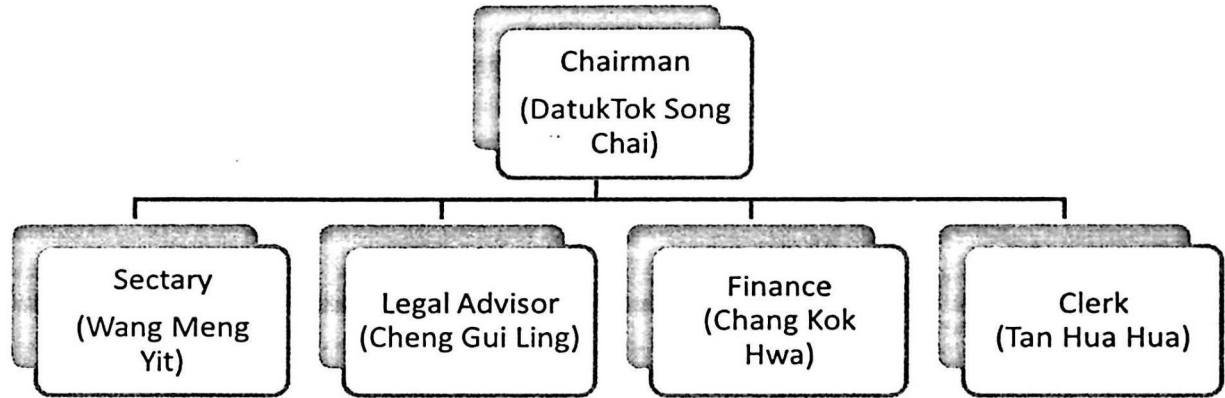 Chairman
(DatukTok Song
Chai)
Sectary
(Wang Meng
Yit)
Legal Advisor
(Cheng Gui Ling)
Finance
(Chang Kok
Hwa)
Clerk
(Tan Hua Hua)